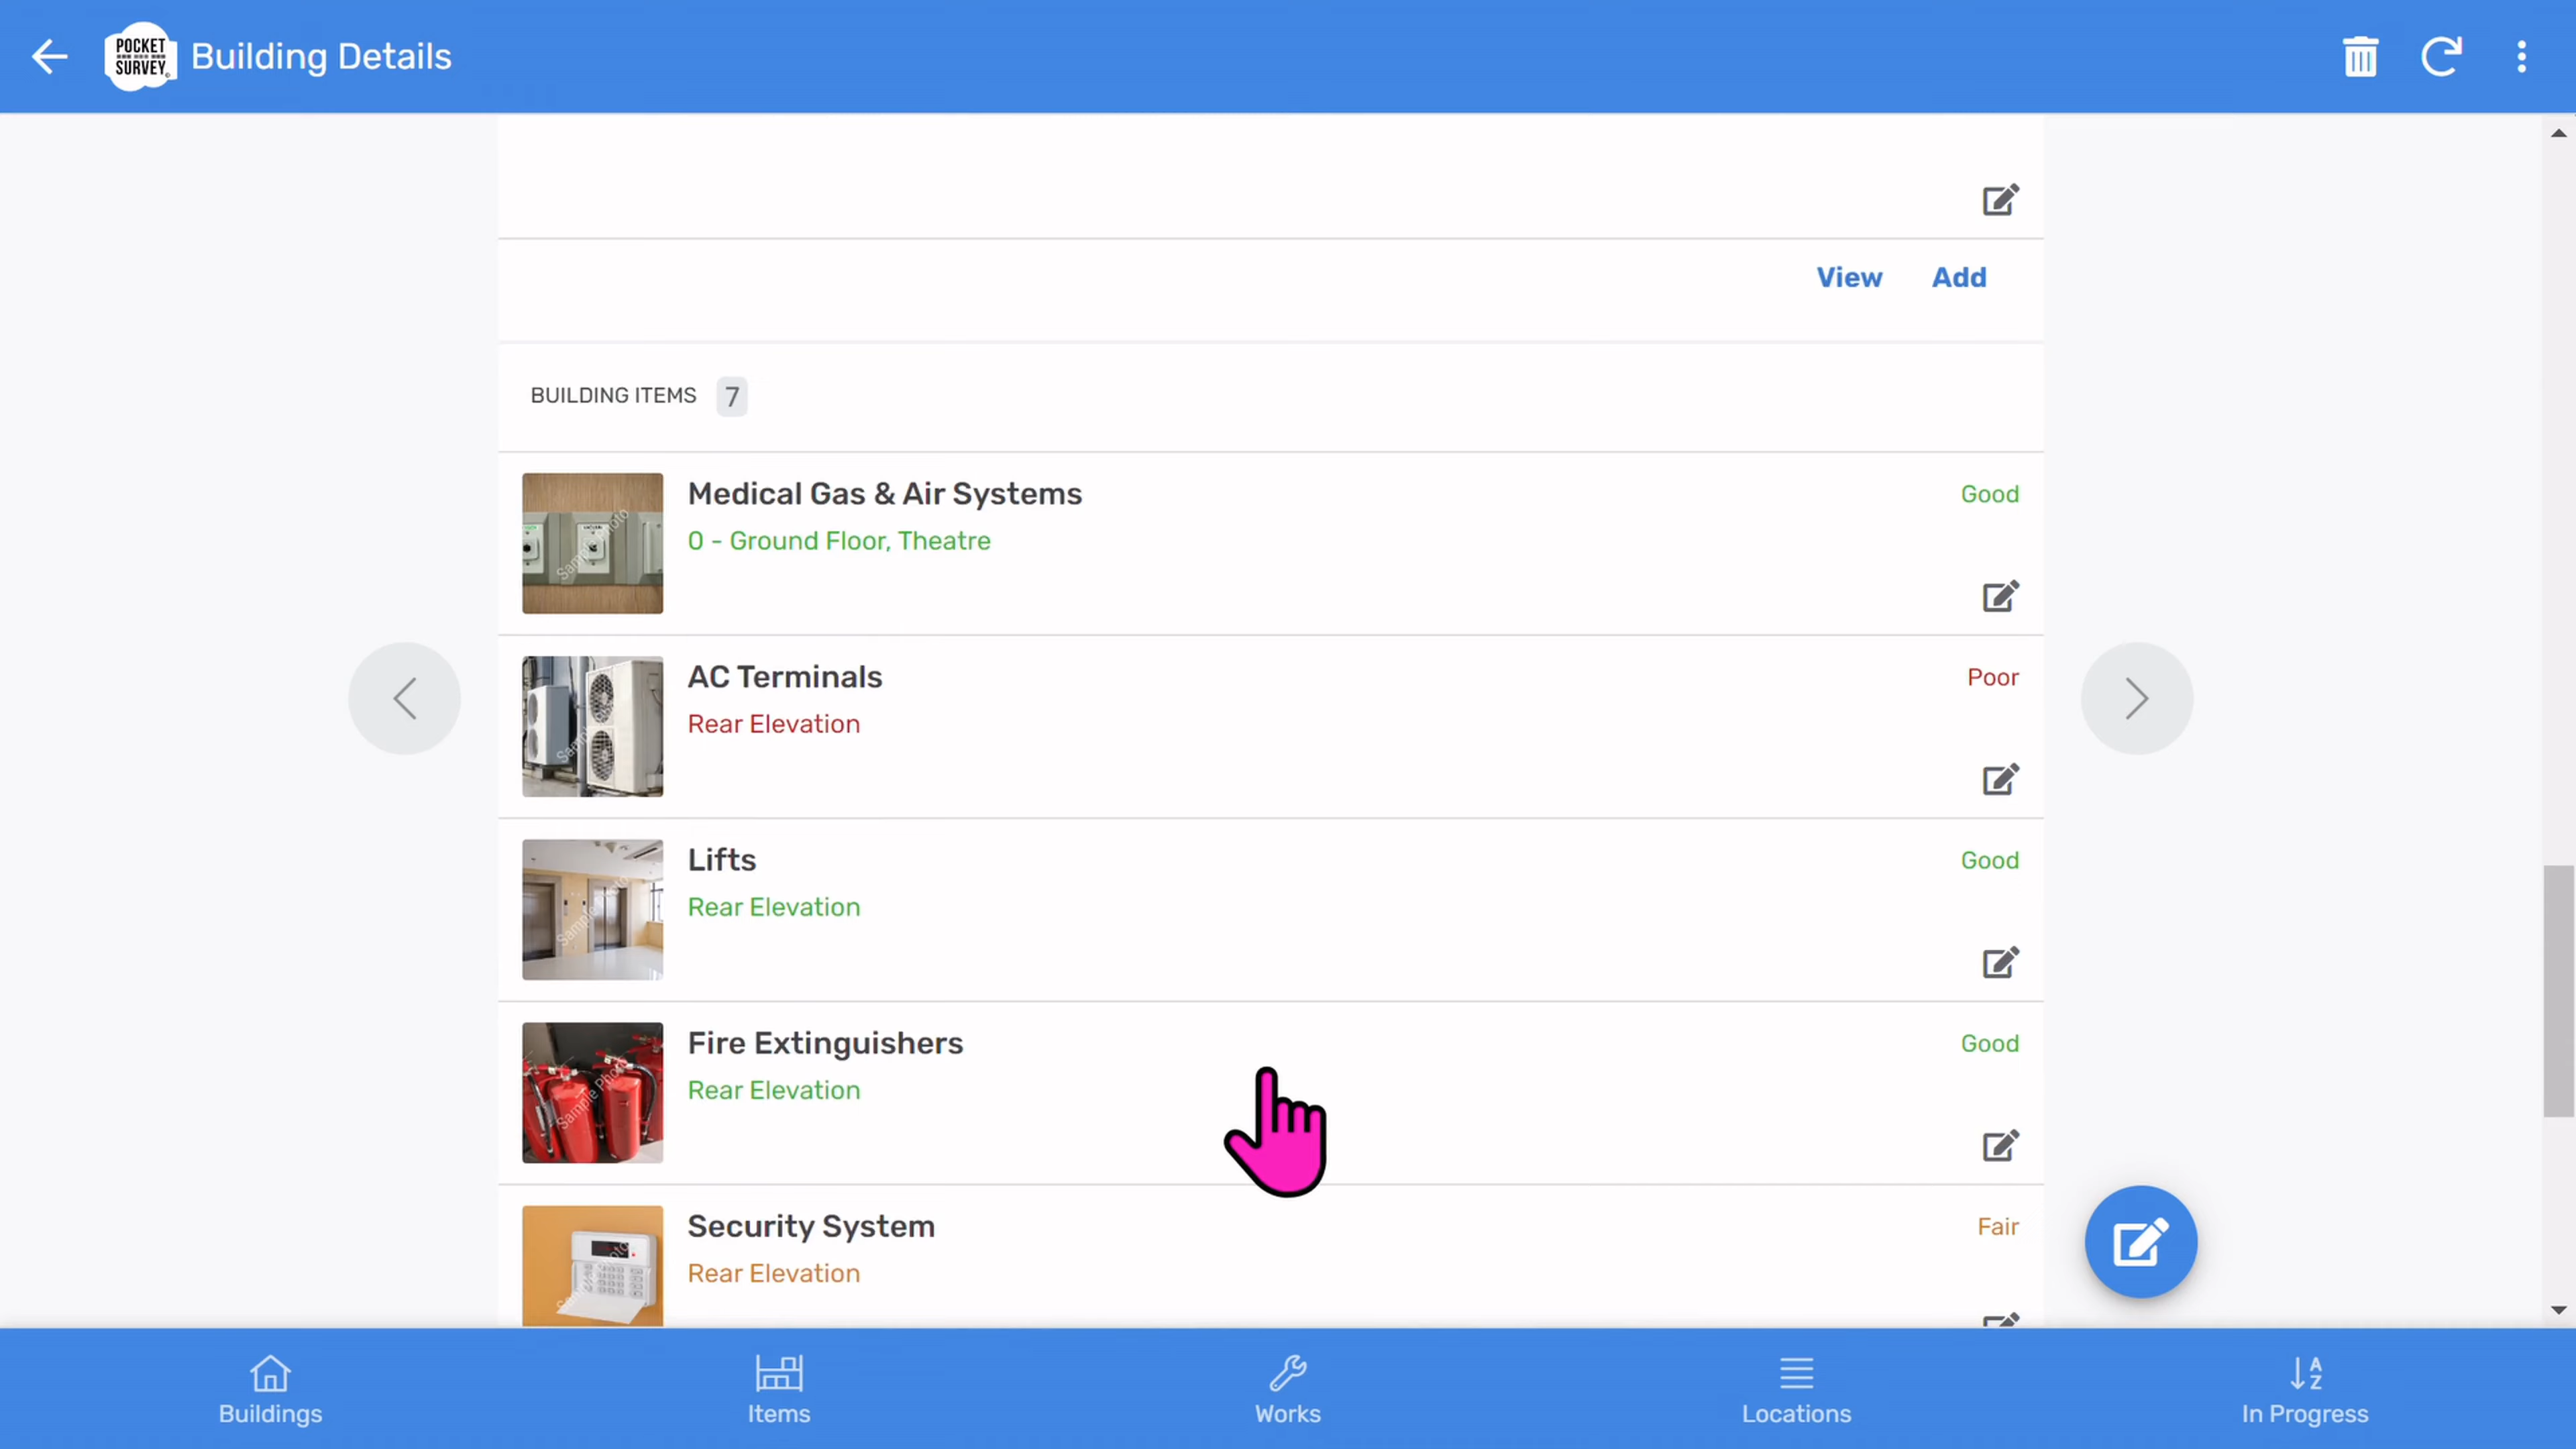 POCKET
SURVEY
Building Details
View Add
BUILDING ITEMS 7
Medical Gas & Air Systems
Good
0 - Ground Floor, Theatre
AC Terminals
Poor
Rear Elevation
Lifts
Good
Rear Elevation
Fire Extinguishers
Good
Rear Elevation
Security System
Fair
Rear Elevation
Buildings
Items
Works
Locations
In Progress